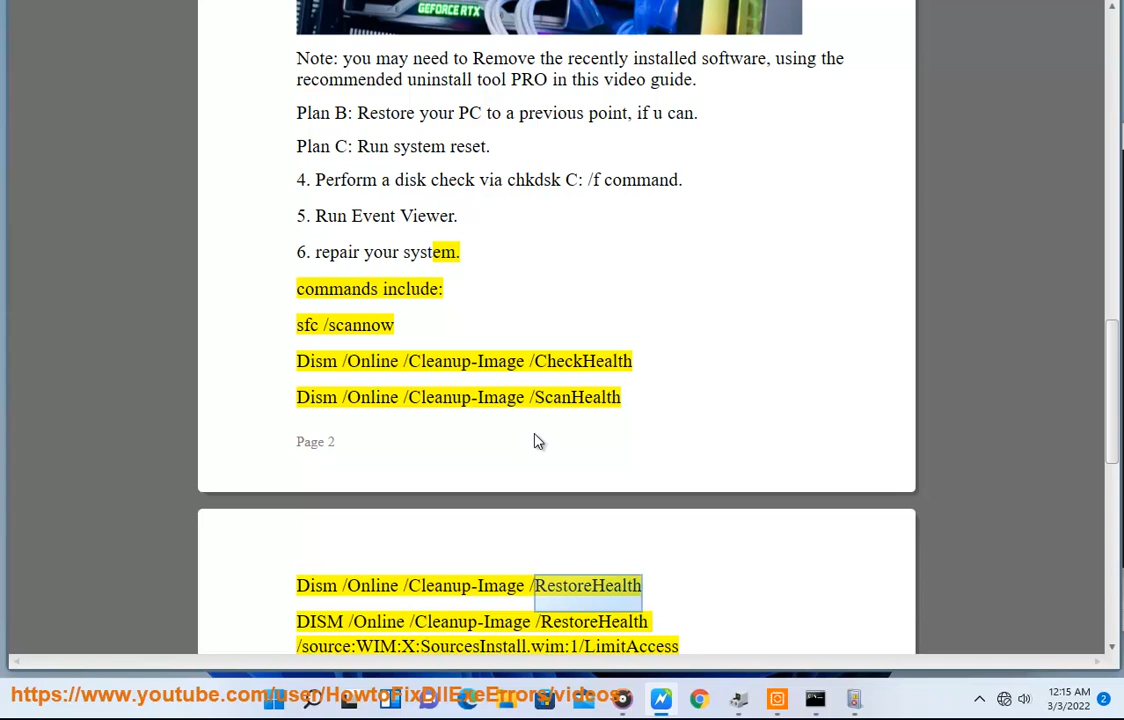 GEFORCE RTX
Note: you may need to Remove the recently installed software, using the
recommended uninstall tool PRO in this video guide.
Plan B: Restore your PC to a previous point, if u can.
Plan C: Run system reset.
4. Perform a disk check via chkdsk C: /f command.
5. Run Event Viewer.
6. repair your system.
commands include:
sfc /scannow
Dism /Online /Cleanup-Image /CheckHealth
Dism /Online /Cleanup-Image /ScanHealth
Page 2
Dism /Online /Cleanup-Image /RestoreHealth
DISM /Online /Cleanup-Image /RestoreHealth
/source:WIM:X:SourcesInstall.wim:1/LimitAccess
https://www.youtube.com/user/HowtoFixDllExeErrors/videos
12:15 AM
3/3/2022
2